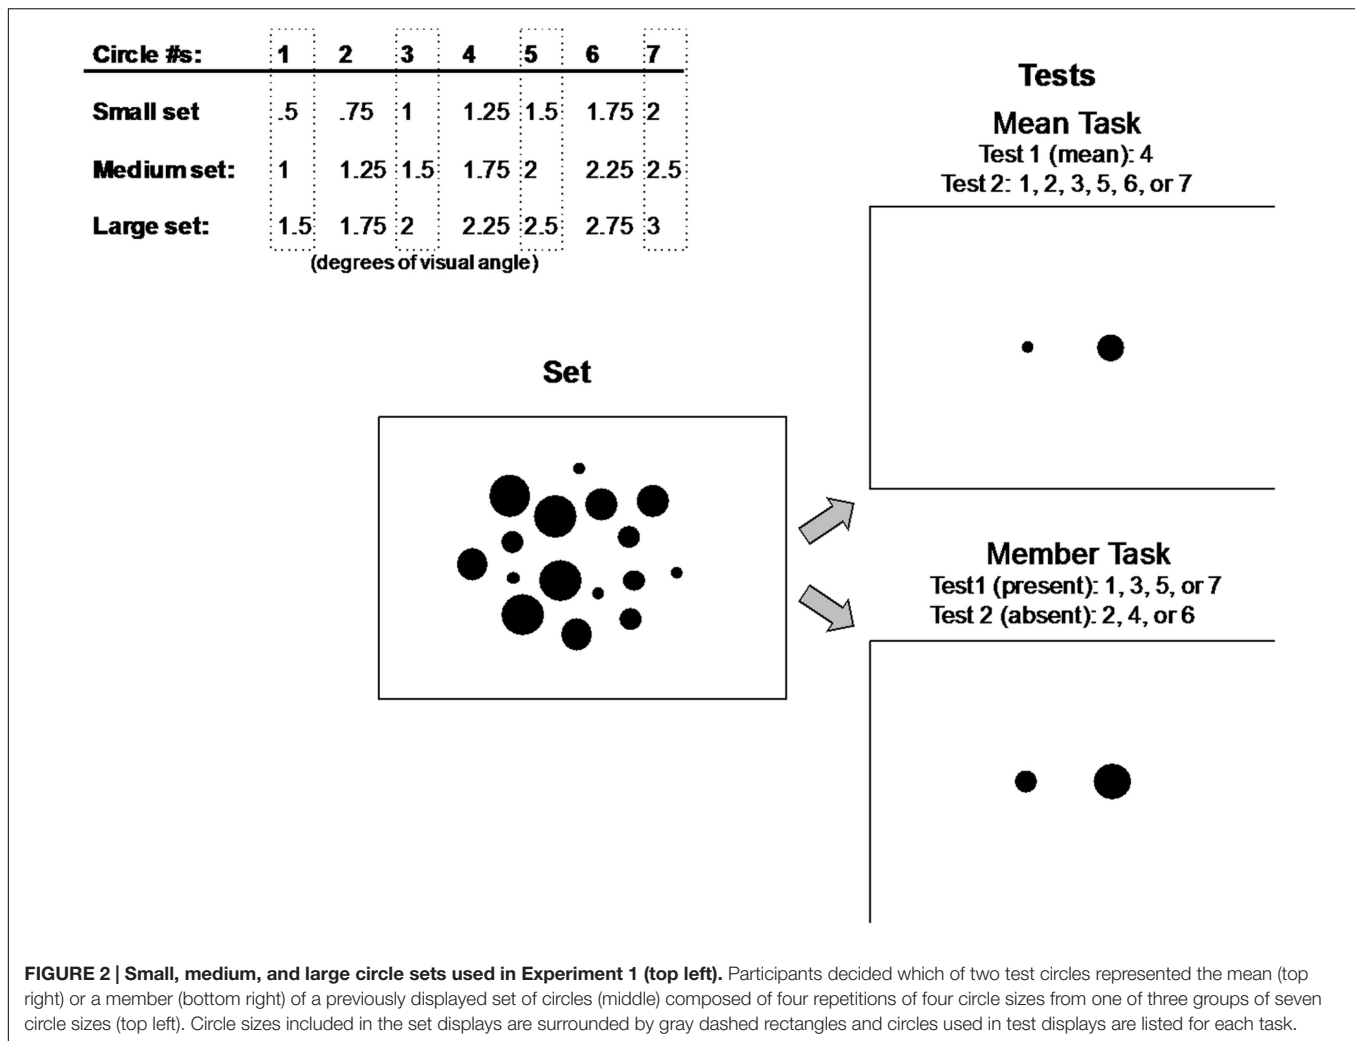 Circle #s: 1 2 3 4 5 6 7
Small set .5 .75 1 1.25 1.5 1.75 2
Medium set: 1 1.25 1.5 1.75 2 2.25 2.5
Large set: 1.5 1.75 2 2.25 2.5 2.75 3
(degrees of visual angle)
Tests
Mean Task
Test 1 (mean): 4
Test 2: 1, 2, 3, 5, 6, or 7
Set
Member Task
Test1 (present): 1, 3, 5, or 7
Test 2 (absent): 2, 4, or 6
FIGURE 2 | Small, medium, and large circle sets used in Experiment 1 (top left). Participants decided which of two test circles represented the mean (top
right) or a member (bottom right) of a previously displayed set of circles (middle) composed of four repetitions of four circle sizes from one of three groups of seven
circle sizes (top left). Circle sizes included in the set displays are surrounded by gray dashed rectangles and circles used in test displays are listed for each task.